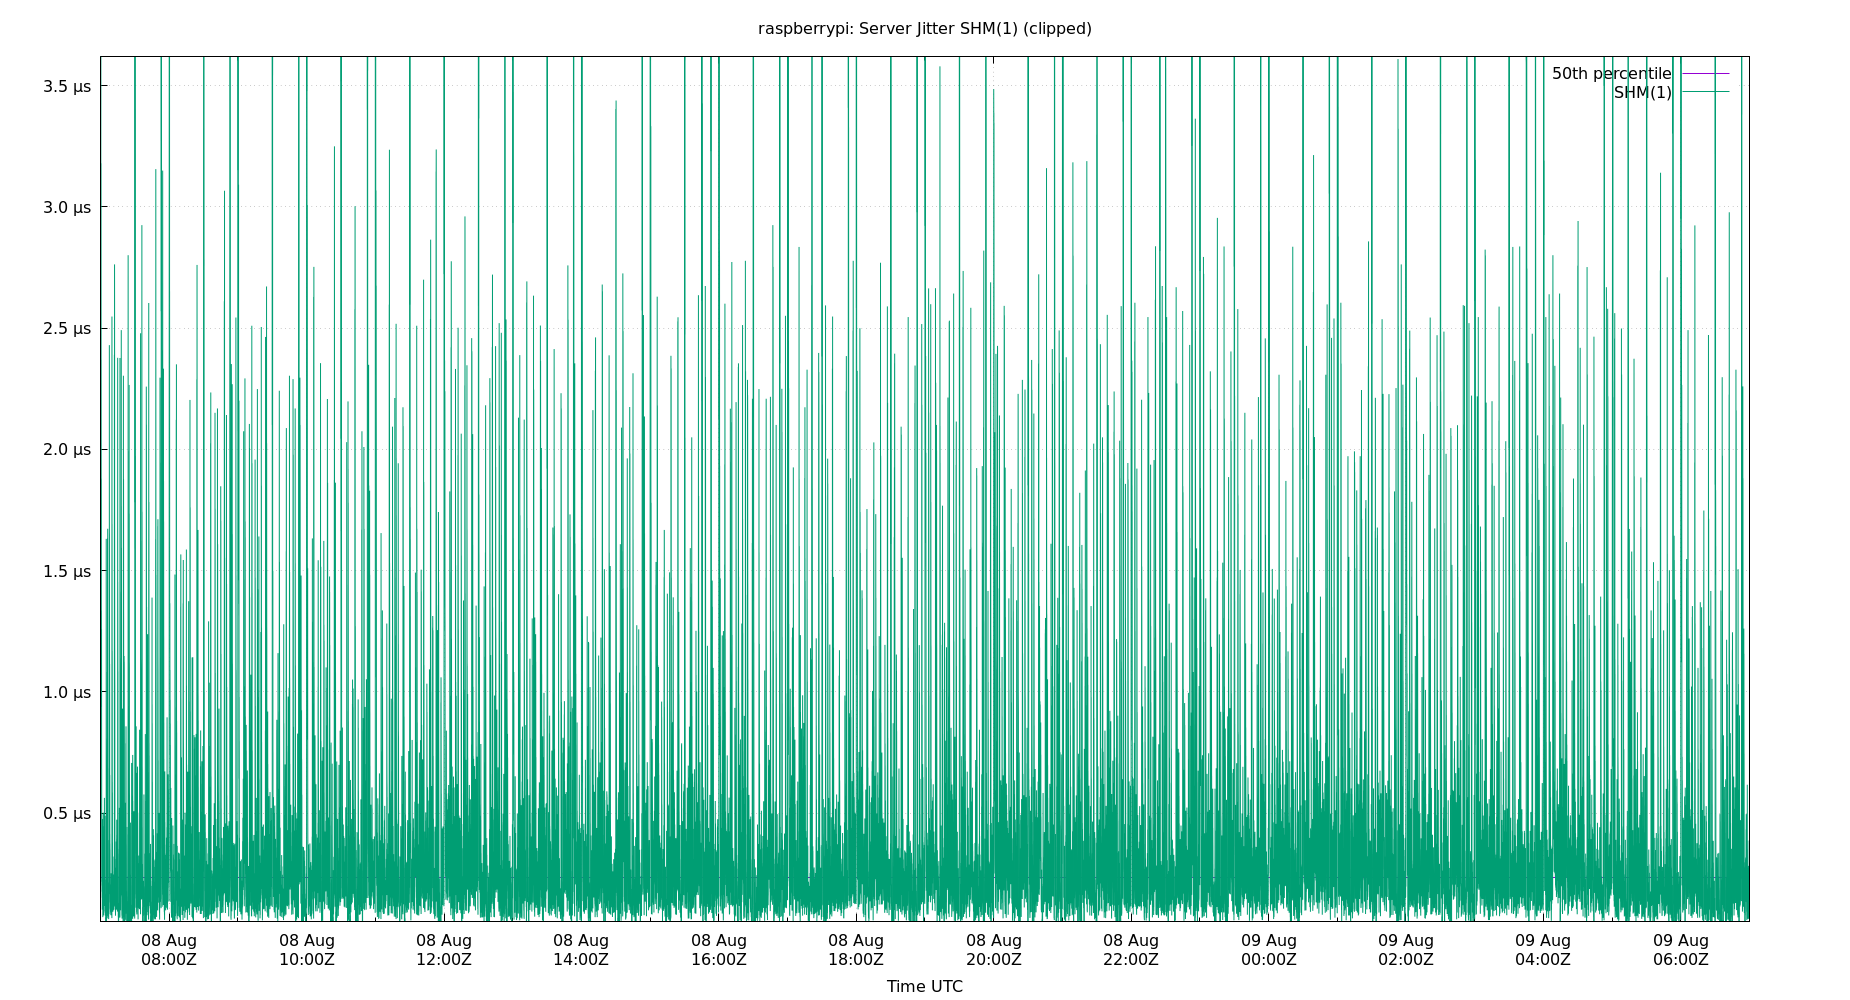 raspberrypi: Server Jitter SHM(1) (clipped)
50th percentile
SHM(1)
3.5 µs
3.0 µs
2.5 µs
2.0 µs
1.5 µs
1.0 µs
0.5 µs
08 Aug 08 Aug 08 Aug 08 Aug 08 Aug 08 Aug 08 Aug 08 Aug 09 Aug 09 Aug 09 Aug 09 Aug
08:00Z 10:00Z 12:00Z 14:00Z 16:00Z 18:00Z 20:00Z 22:00Z 00:00Z 02:00Z 04:00Z 06:00Z
Time UTC